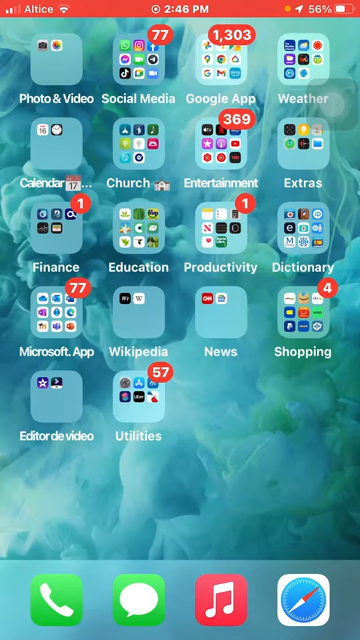 Altice 2:46 PM 56%
77 1,303
Photo & Video Social Media Google App Weather
369
Calendar📅... Church ⛪ Entertainment Extras
1 1
Finance Education Productivity Dictionary
77 4
Microsoft. App Wikipedia News Shopping
57
Editor de video Utilities